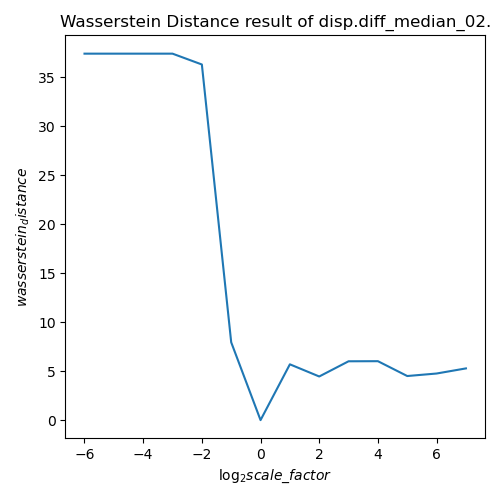 Wasserstein Distance result of disp.diff_median_02.
35
30
25
20
15
10
5
0
wasserstein_distance
−6 −4 −2 0 2 4 6
log₂scale_factor